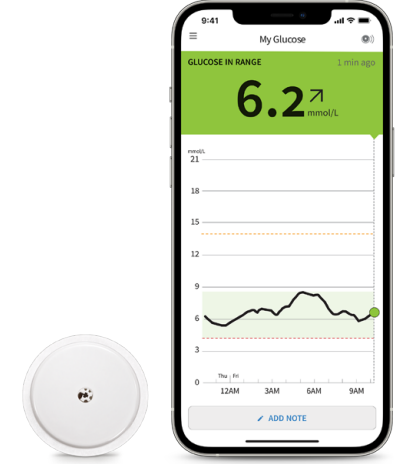 9:41
My Glucose
GLUCOSE IN RANGE 1 min ago
6.2 mmol/L
mmol/L
21
18
15
12
9
6
3
0
Thu Fri
12AM 3AM 6AM 9AM
ADD NOTE